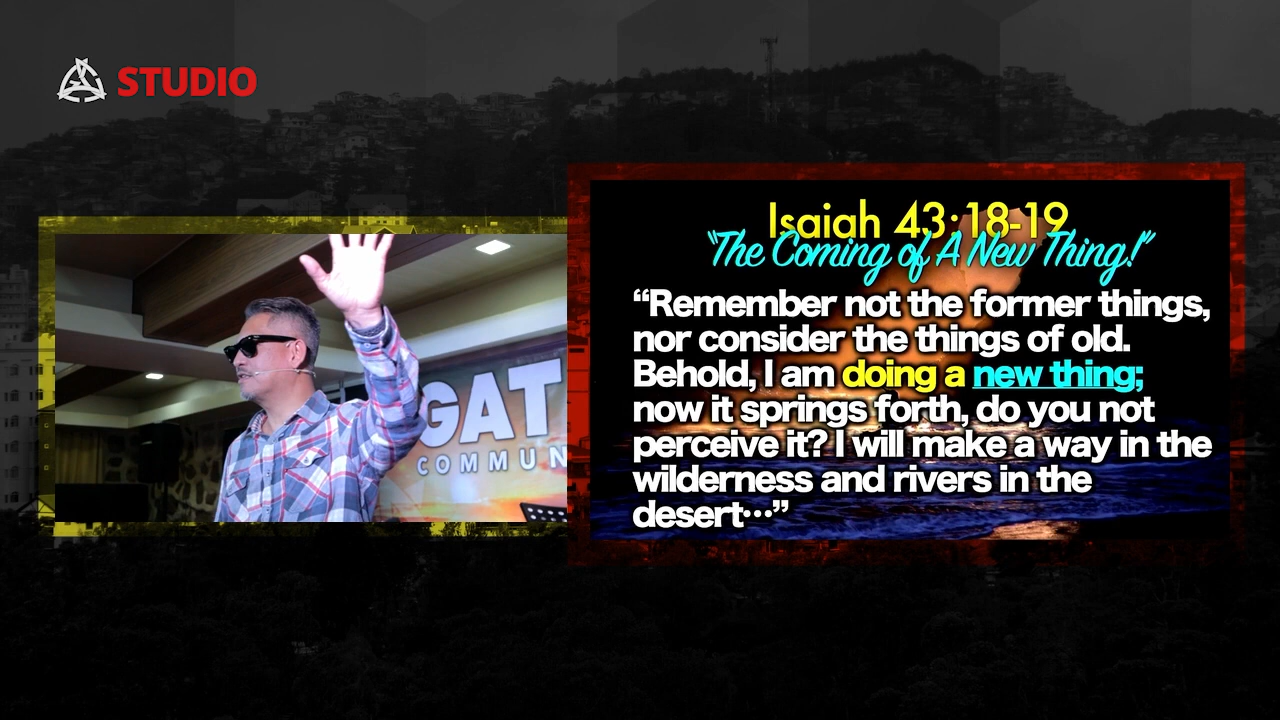 STUDIO
GAT
COMMUN
Isaiah 43:18-19
“The Coming of A New Thing!”
“Remember not the former things,
nor consider the things of old.
Behold, I am doing a new thing;
now it springs forth, do you not
perceive it? I will make a way in the
wilderness and rivers in the
desert…”